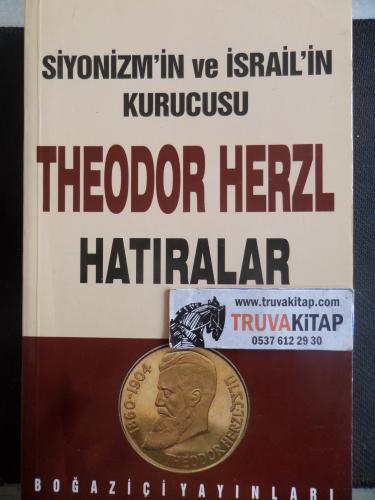 SİYONİZM'İN ve İSRAİL'İN
KURUCUSU
THEODOR HERZL
HATIRALAR
www.truvakitap.com
TRUVAKİTAP
0537 612 29 30
1860-1904
THEODOR HERZL
BOĞAZİÇİ YAYINLARI